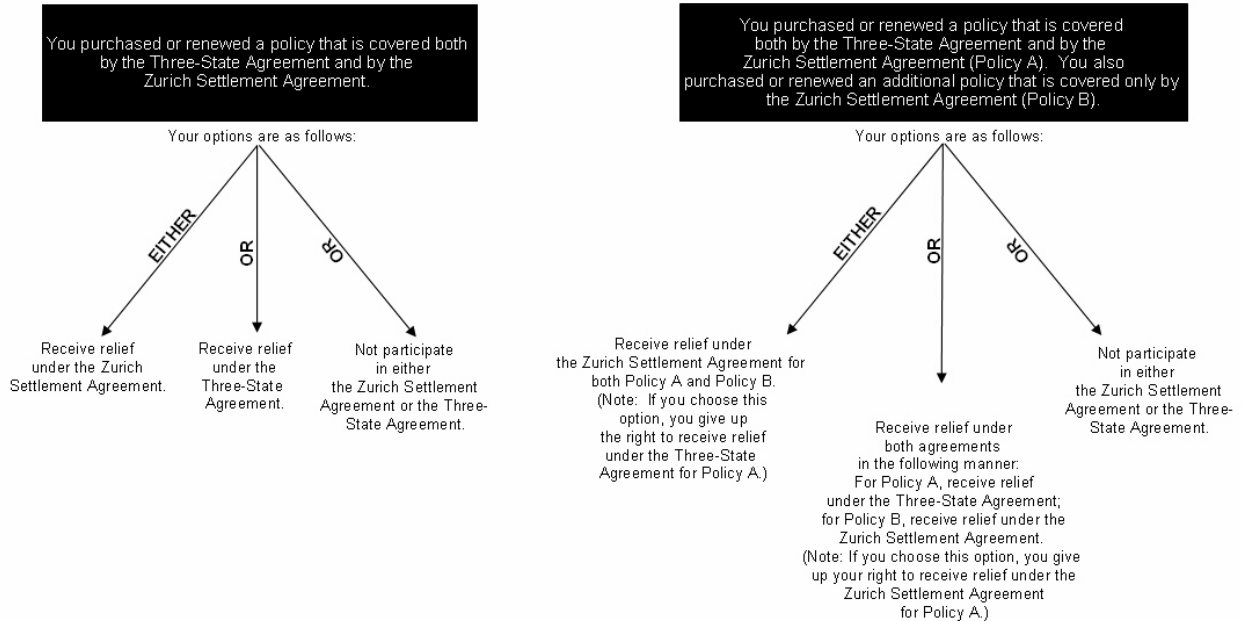 You purchased or renewed a policy that is covered both
by the Three-State Agreement and by the
Zurich Settlement Agreement.
Your options are as follows:
EITHER
OR
OR
Receive relief
under the Zurich
Settlement Agreement.
Receive relief
under the
Three-State
Agreement.
Not participate
in either
the Zurich Settlement
Agreement or the Three-
State Agreement.
You purchased or renewed a policy that is covered
both by the Three-State Agreement and by the
Zurich Settlement Agreement (Policy A).  You also
purchased or renewed an additional policy that is covered only by
the Zurich Settlement Agreement (Policy B).
Your options are as follows:
EITHER
OR
OR
Receive relief under
the Zurich Settlement Agreement for
both Policy A and Policy B.
(Note:  If you choose this
option, you give up
the right to receive relief
under the Three-State
Agreement for Policy A.)
Receive relief under
both agreements
in the following manner:
For Policy A, receive relief
under the Three-State Agreement;
for Policy B, receive relief under the
Zurich Settlement Agreement.
(Note: If you choose this option, you give
up your right to receive relief under the
Zurich Settlement Agreement
for Policy A.)
Not participate
in either
the Zurich Settlement
Agreement or the Three-
State Agreement.